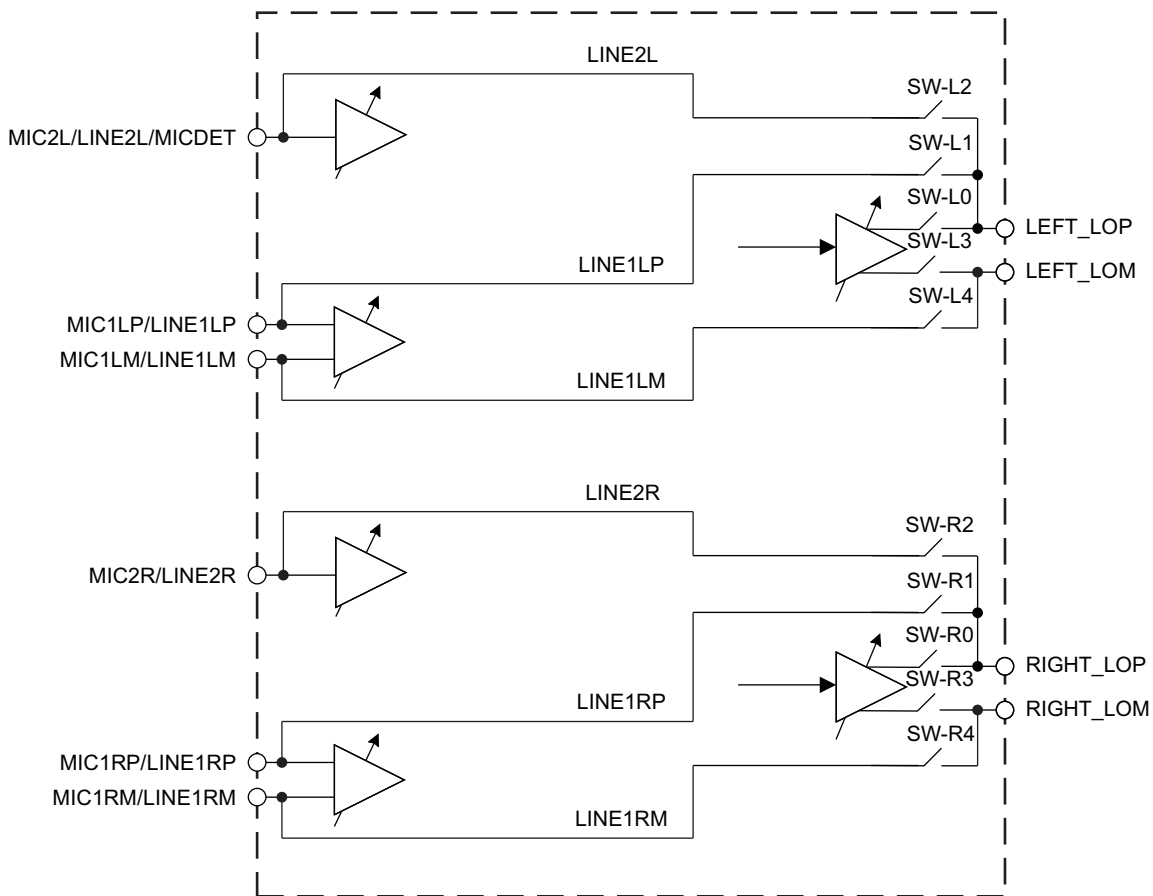 LINE2L
SW-L2
MIC2L/LINE2L/MICDET
SW-L1
SW-L0
LEFT_LOP
SW-L3
LINE1LP
LEFT_LOM
SW-L4
MIC1LP/LINE1LP
MIC1LM/LINE1LM
LINE1LM
LINE2R
SW-R2
MIC2R/LINE2R
SW-R1
SW-R0
RIGHT_LOP
SW-R3
LINE1RP
RIGHT_LOM
SW-R4
MIC1RP/LINE1RP
MIC1RM/LINE1RM
LINE1RM